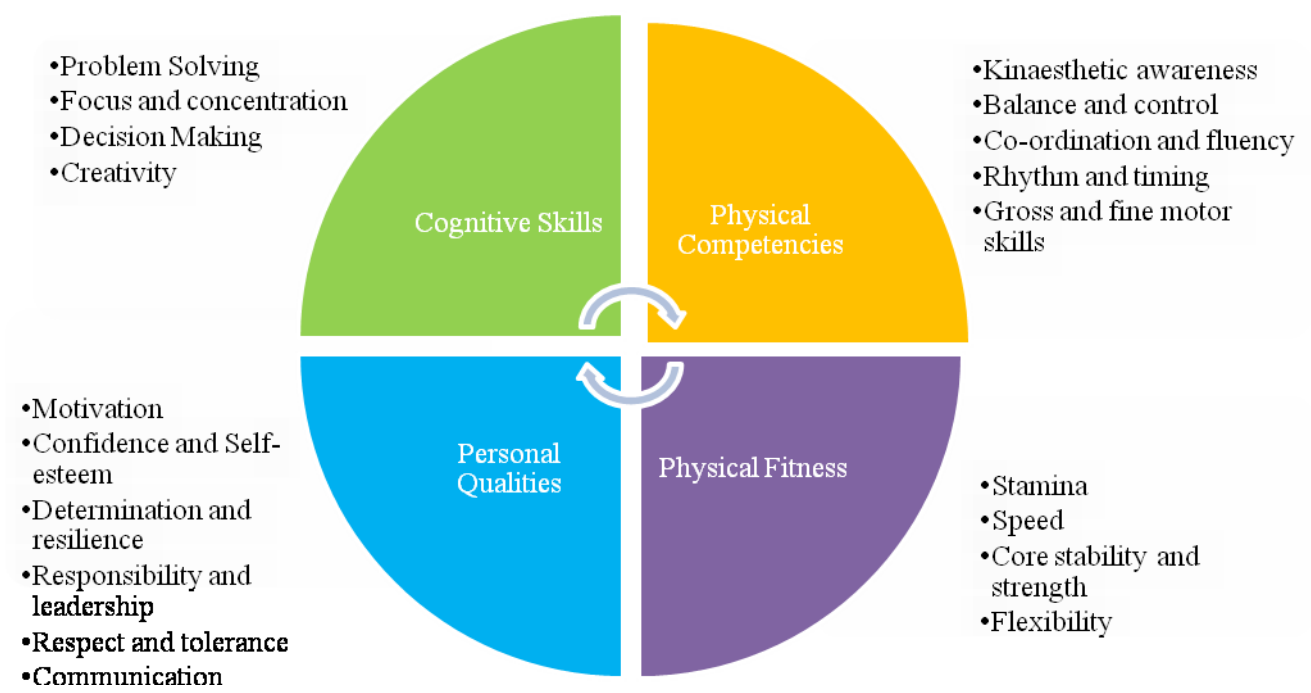 •Problem Solving
•Focus and concentration
•Decision Making
•Creativity
Cognitive Skills
•Kinaesthetic awareness
•Balance and control
•Co-ordination and fluency
•Rhythm and timing
•Gross and fine motor
skills
Physical
Competencies
•Motivation
•Confidence and Self-
esteem
•Determination and
resilience
•Responsibility and
leadership
•Respect and tolerance
•Communication
Personal
Qualities
Physical Fitness
•Stamina
•Speed
•Core stability and
strength
•Flexibility